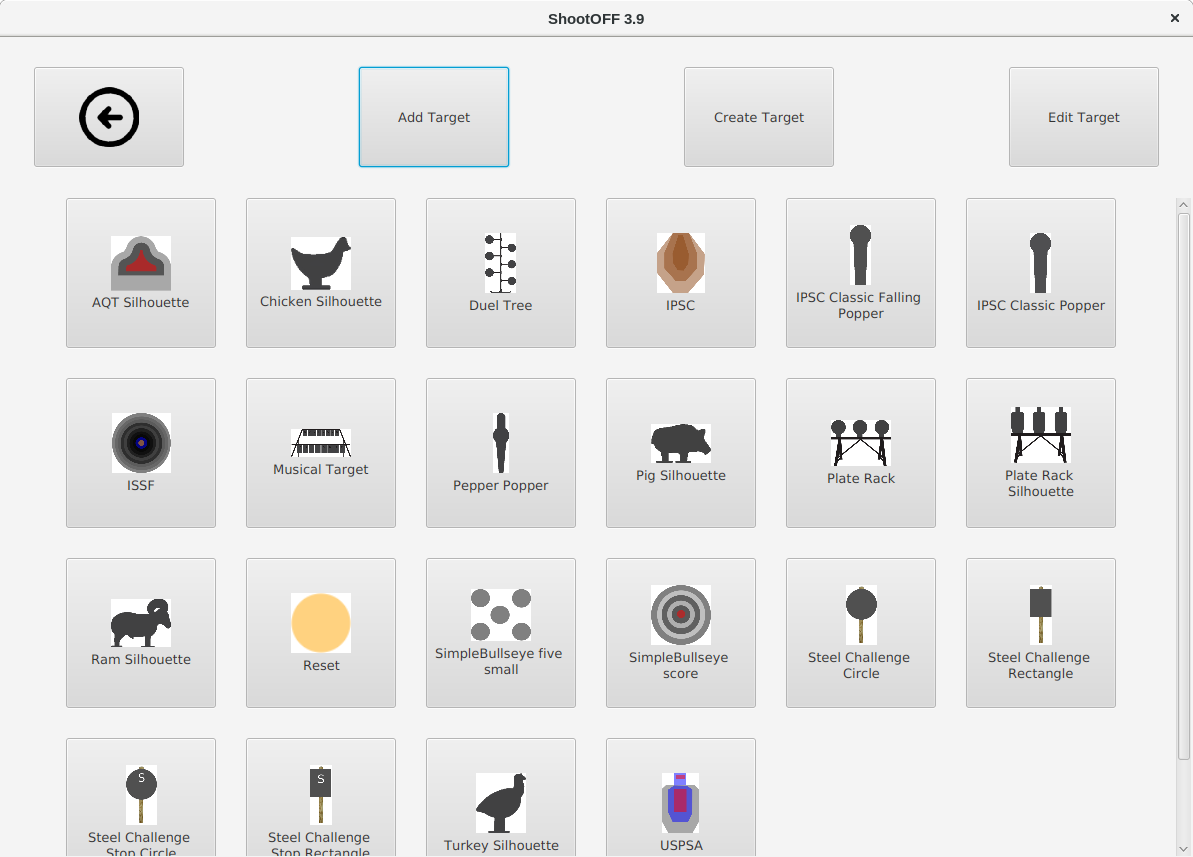 ShootOFF 3.9
Add Target
Create Target
Edit Target
AQT Silhouette
Chicken Silhouette
Duel Tree
IPSC
IPSC Classic Falling
Popper
IPSC Classic Popper
ISSF
Musical Target
Pepper Popper
Pig Silhouette
Plate Rack
Plate Rack
Silhouette
Ram Silhouette
Reset
SimpleBullseye five
small
SimpleBullseye
score
Steel Challenge
Circle
Steel Challenge
Rectangle
S
Steel Challenge
Stop Circle
S
Steel Challenge
Stop Rectangle
Turkey Silhouette
USPSA